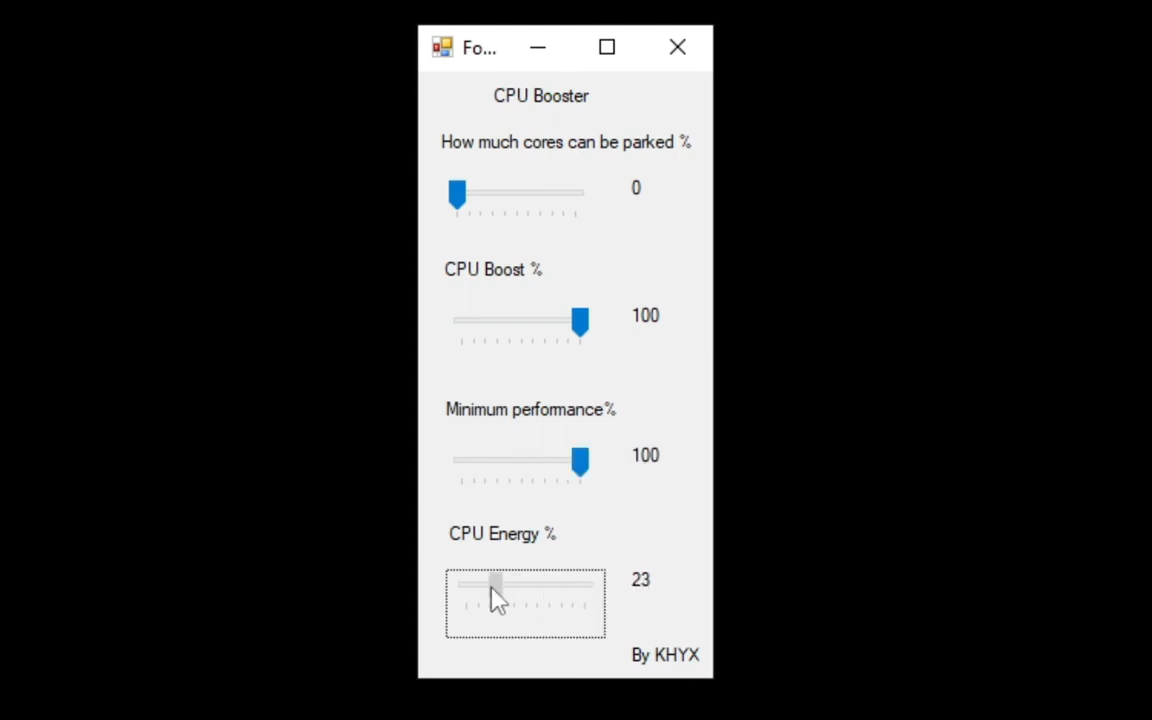 Fo...
CPU Booster
How much cores can be parked %
0
CPU Boost %
100
Minimum performance%
100
CPU Energy %
23
By KHYX